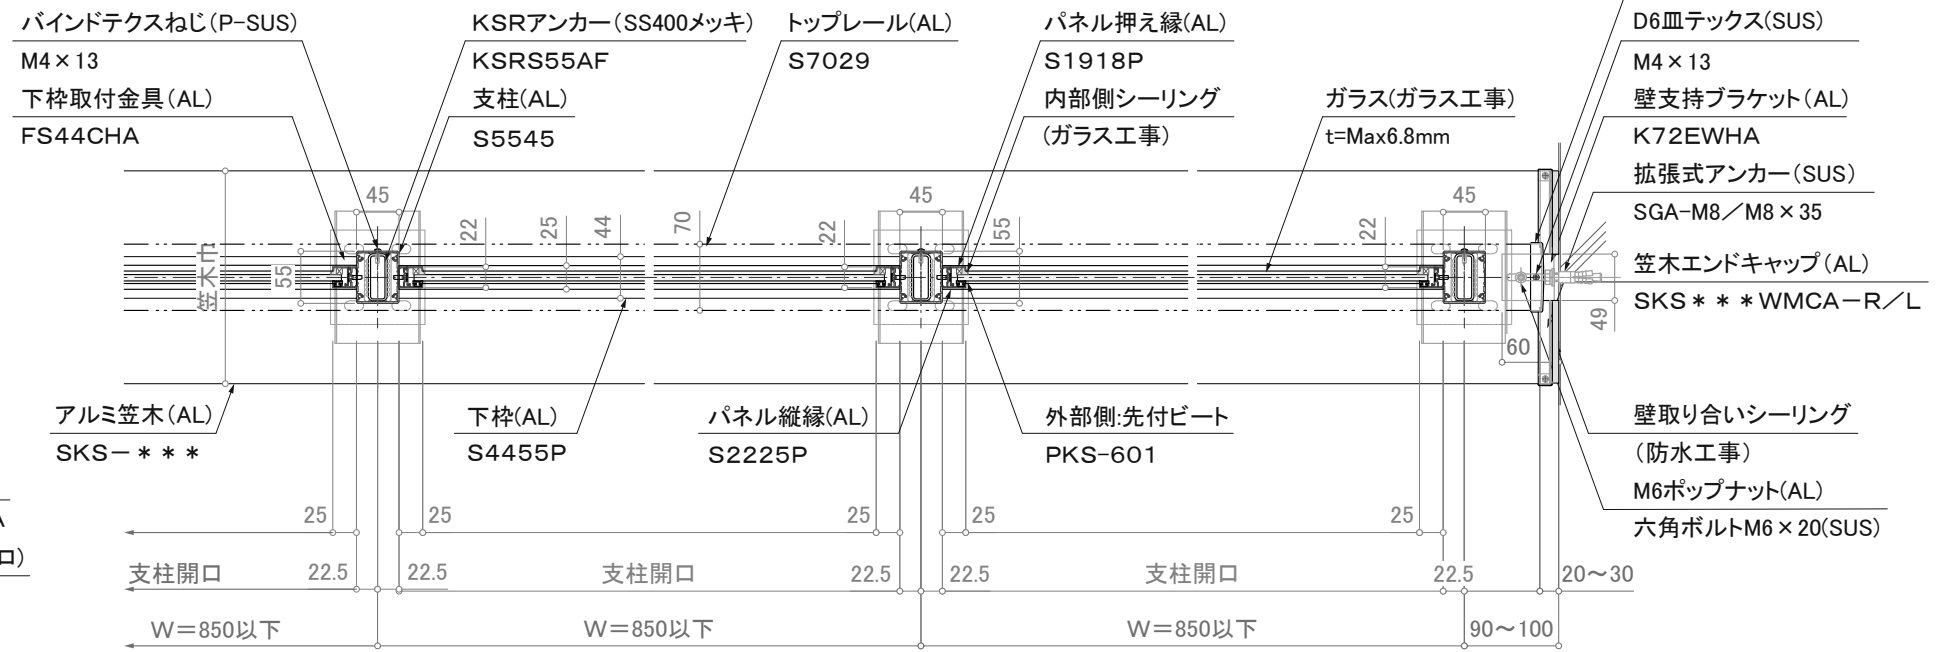 バインドテクスねじ(P-SUS)
M4×13
下枠取付金具(AL)
FS44CHA
KSRアンカー(SS400メッキ)
KSRS55AF
支柱(AL)
S5545
トップレール(AL)
S7029
パネル押え縁(AL)
S1918P
内部側シーリング
(ガラス工事)
ガラス(ガラス工事)
t=Max6.8mm
D6皿テックス(SUS)
M4×13
壁支持ブラケット(AL)
K72EWHA
拡張式アンカー(SUS)
SGA-M8/M8×35
笠木エンドキャップ(AL)
SKS***WMCA-R/L
45
45
45
22
25
44
70
22
55
22
笠木巾
55
49
60
アルミ笠木(AL)
SKS-***
下枠(AL)
S4455P
パネル縦縁(AL)
S2225P
外部側:先付ビート
PKS-601
壁取り合いシーリング
(防水工事)
M6ポップナット(AL)
六角ボルトM6×20(SUS)
ロ)
25
25
25
25
25
支柱開口
22.5
22.5
支柱開口
22.5
22.5
支柱開口
22.5
20~30
W=850以下
W=850以下
W=850以下
90~100